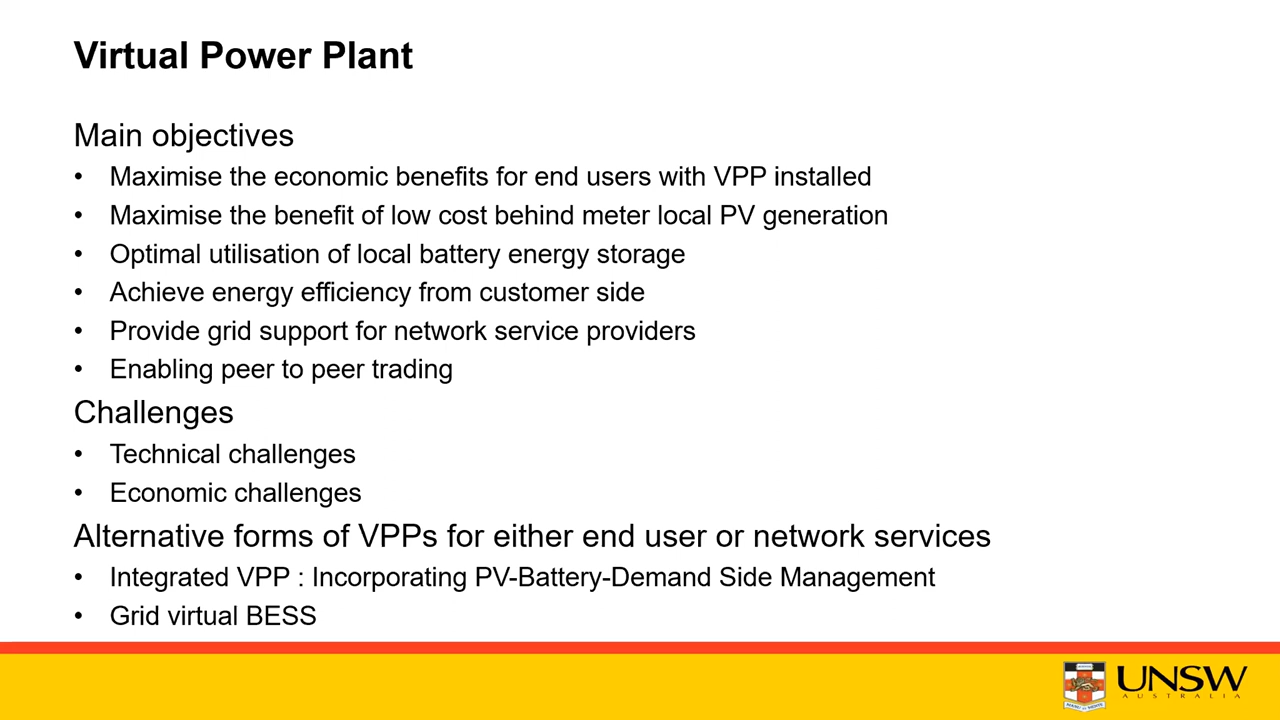 Virtual Power Plant
Main objectives
• Maximise the economic benefits for end users with VPP installed
• Maximise the benefit of low cost behind meter local PV generation
• Optimal utilisation of local battery energy storage
• Achieve energy efficiency from customer side
• Provide grid support for network service providers
• Enabling peer to peer trading
Challenges
• Technical challenges
• Economic challenges
Alternative forms of VPPs for either end user or network services
• Integrated VPP : Incorporating PV-Battery-Demand Side Management
• Grid virtual BESS
UNSW
AUSTRALIA